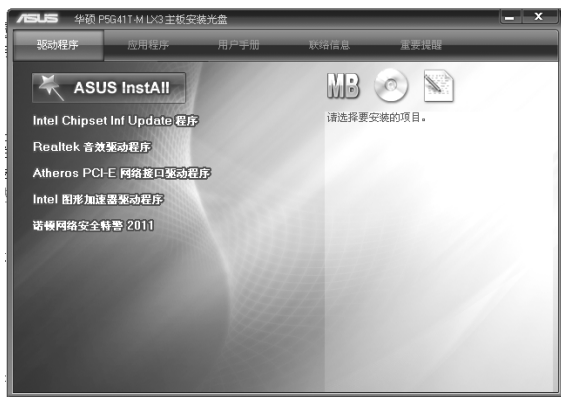 ASUS 华硕 P5G41T-M LX3 主板安装光盘
驱动程序 应用程序 用户手册 联络信息 重要提醒
ASUS InstAll
MB
Intel Chipset Inf Update 程序
请选择要安装的项目。
Realtek 音效驱动程序
Atheros PCI-E 网络接口驱动程序
Intel 图形加速器驱动程序
诺顿网络安全特警 2011